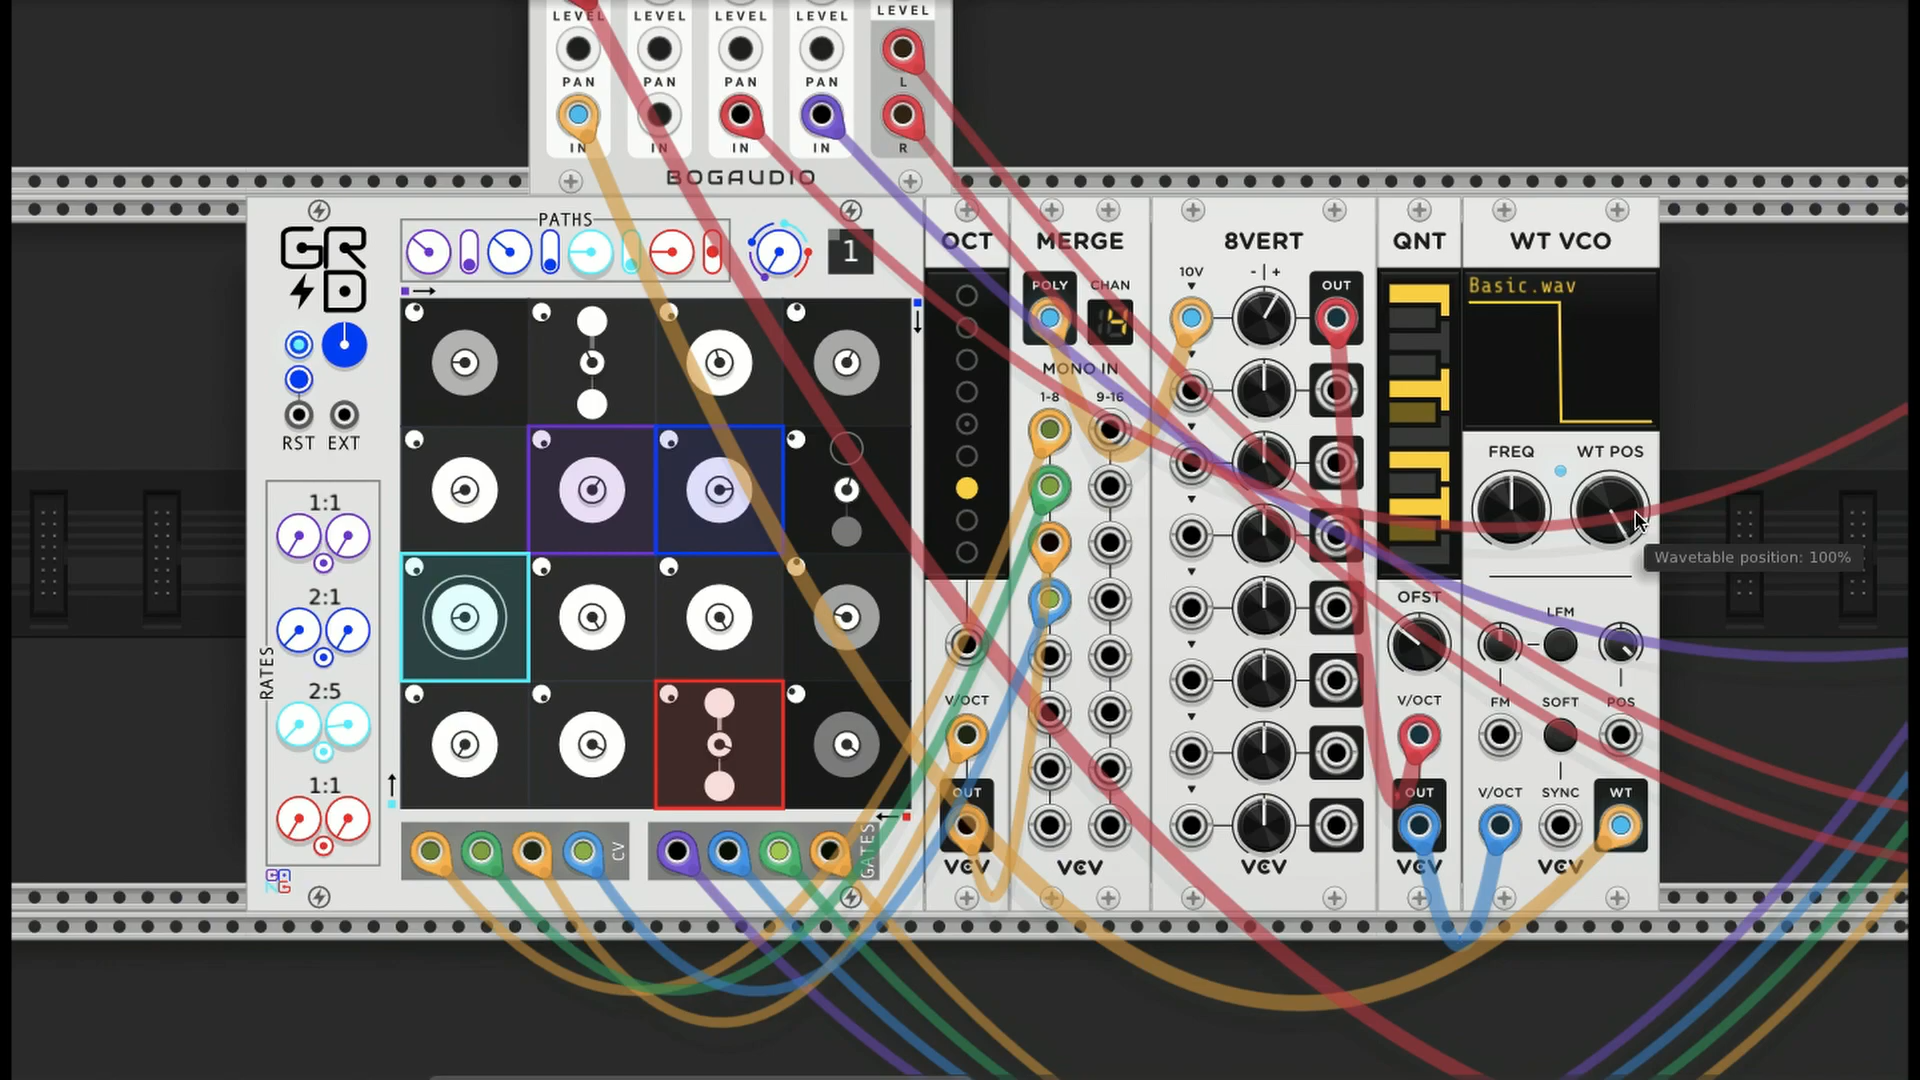 LEVEL LEVEL LEVEL LEVEL LEVEL
PAN PAN PAN PAN L
IN IN IN IN R
BOGAUDIO
GRD
PATHS
1
RST EXT
RATES
1:1
2:1
2:5
1:1
CV
GATES
OCT
V/OCT
OUT
VCV
MERGE
POLY CHAN
4
MONO IN
1-8 9-16
VCV
8VERT
10V - | + OUT
VCV
QNT
OFST
V/OCT
OUT
VCV
WT VCO
Basic.wav
FREQ WT POS
Wavetable position: 100%
LFM
FM SOFT POS
V/OCT SYNC WT
VCV